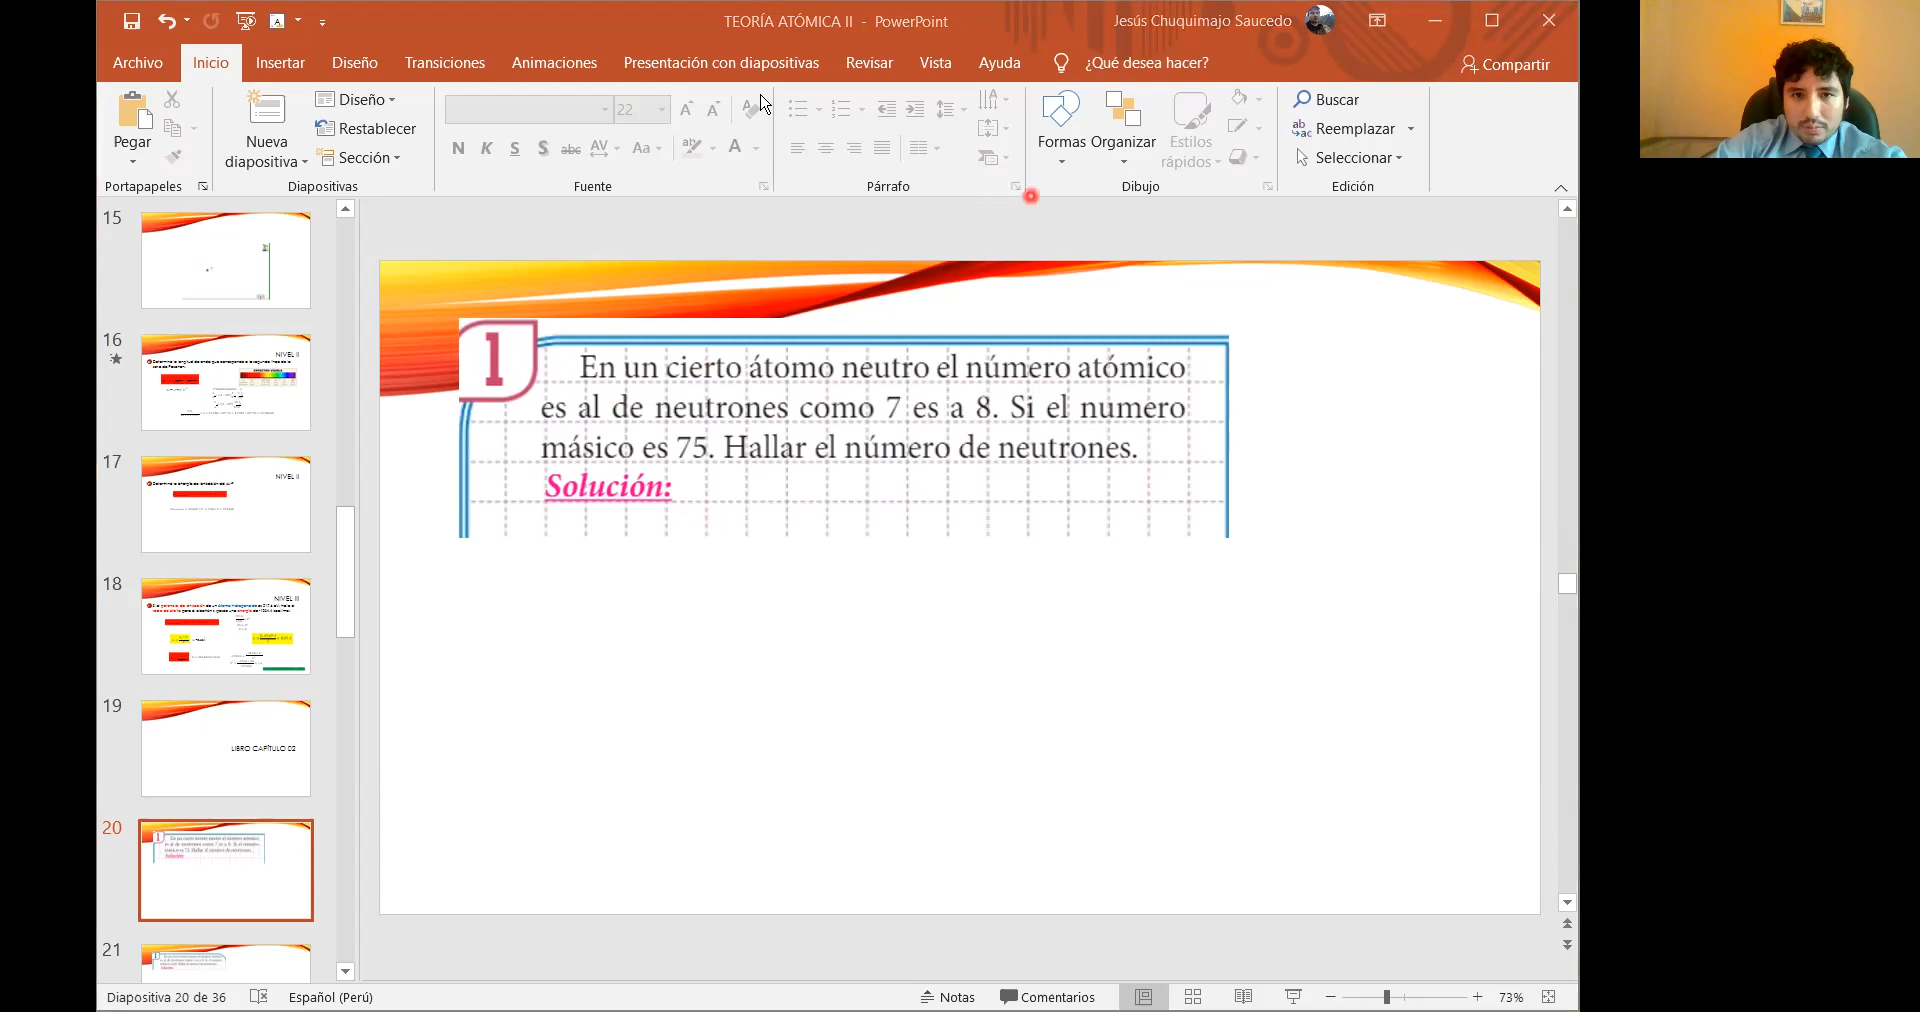 TEORÍA ATÓMICA II - PowerPoint
Jesús Chuquimajo Saucedo
Archivo Inicio Insertar Diseño Transiciones Animaciones Presentación con diapositivas Revisar Vista Ayuda ¿Qué desea hacer? Compartir
Pegar
Portapapeles
Nueva diapositiva
Diseño
Restablecer
Sección
Diapositivas
22
N K S S abc AV Aa A
Fuente
Párrafo
Formas
Organizar
Estilos rápidos
Dibujo
Buscar
Reemplazar
Seleccionar
Edición
15
16
NIVEL II
17
NIVEL II
18
NIVEL III
19
LIBRO CAPÍTULO 02
20
21
1
En un cierto átomo neutro el número atómico
es al de neutrones como 7 es a 8. Si el numero
másico es 75. Hallar el número de neutrones.
Solución:
Diapositiva 20 de 36
Español (Perú)
Notas
Comentarios
73%